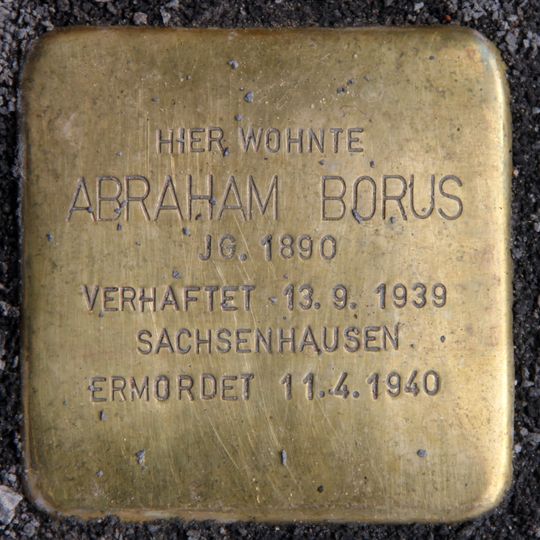 HIER WOHNTE
ABRAHAM BORUS
JG. 1890
VERHAFTET 13.9.1939
SACHSENHAUSEN
ERMORDET 11.4.1940